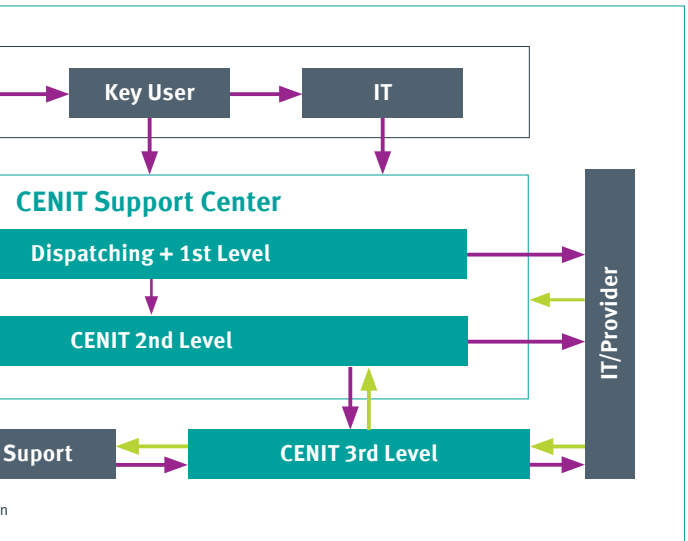 Key User
IT
CENIT Support Center
Dispatching + 1st Level
IT/Provider
CENIT 2nd Level
Suport
CENIT 3rd Level
n